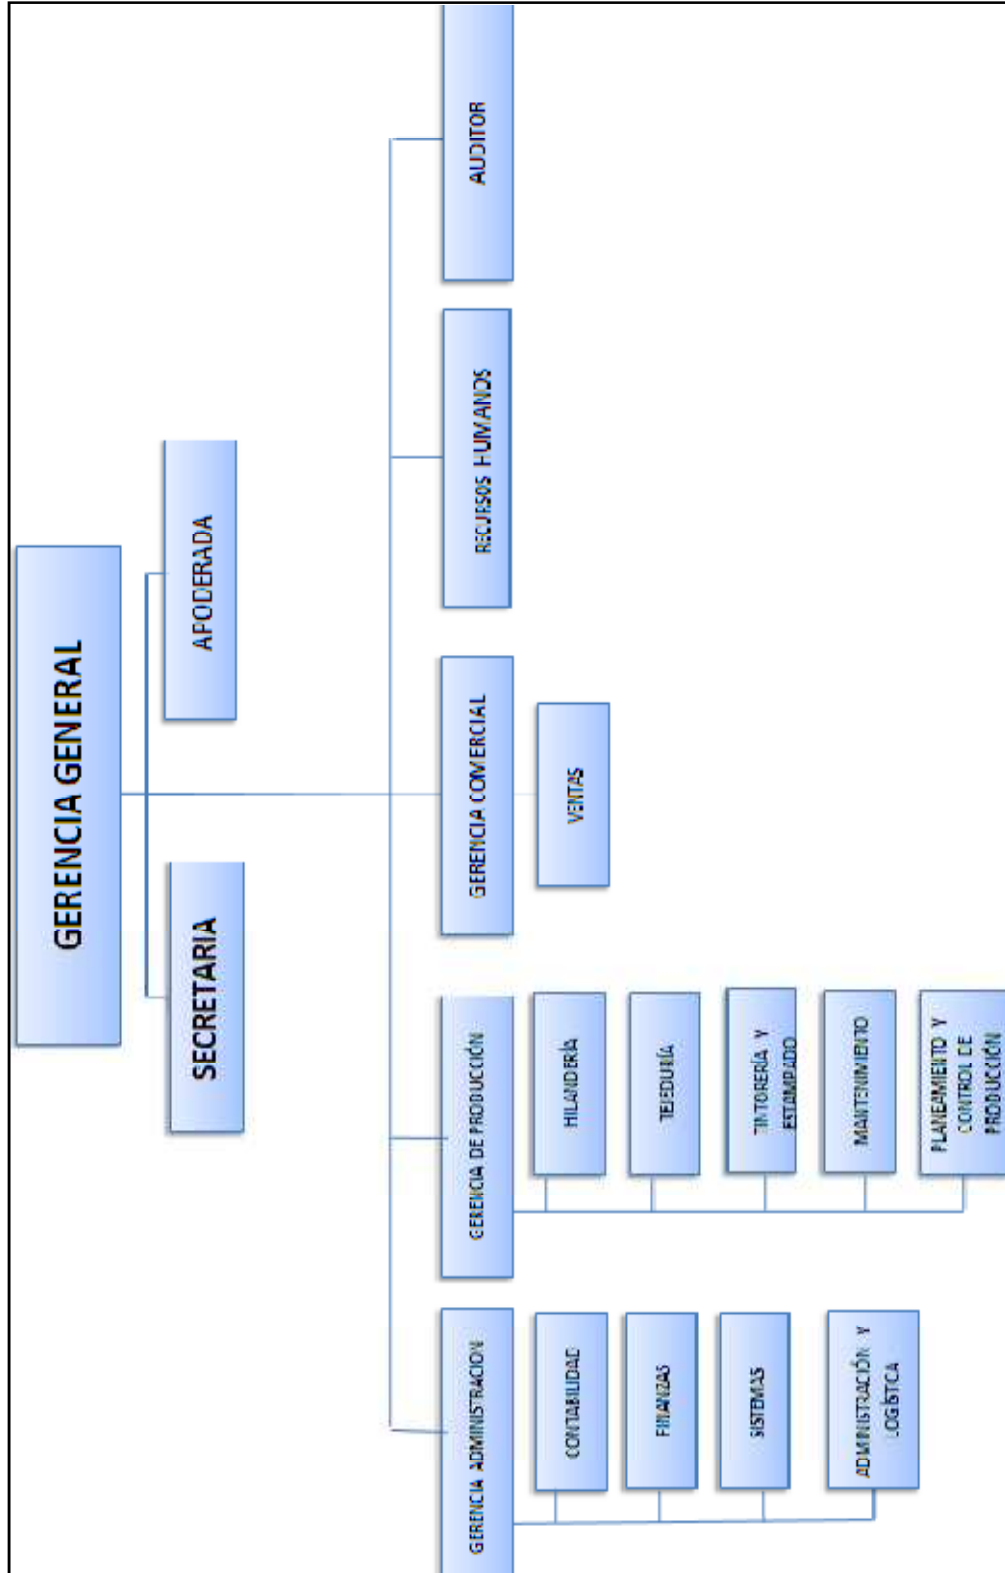 GERENCIA GENERAL
SECRETARIA
APODERADA
GERENCIA ADMINISTRACION
GERENCIA DE PRODUCCIÓN
GERENCIA COMERCIAL
RECURSOS HUMANOS
AUDITOR
CONTABILIDAD
FINANZAS
SISTEMAS
ADMINISTRACIÓN Y
LOGÍSTICA
HILANDERÍA
TEJEDURÍA
TINTORERÍA Y
ESTAMPADO
MANTENIMIENTO
PLANEAMIENTO Y
CONTROL DE
PRODUCCIÓN
VENTAS